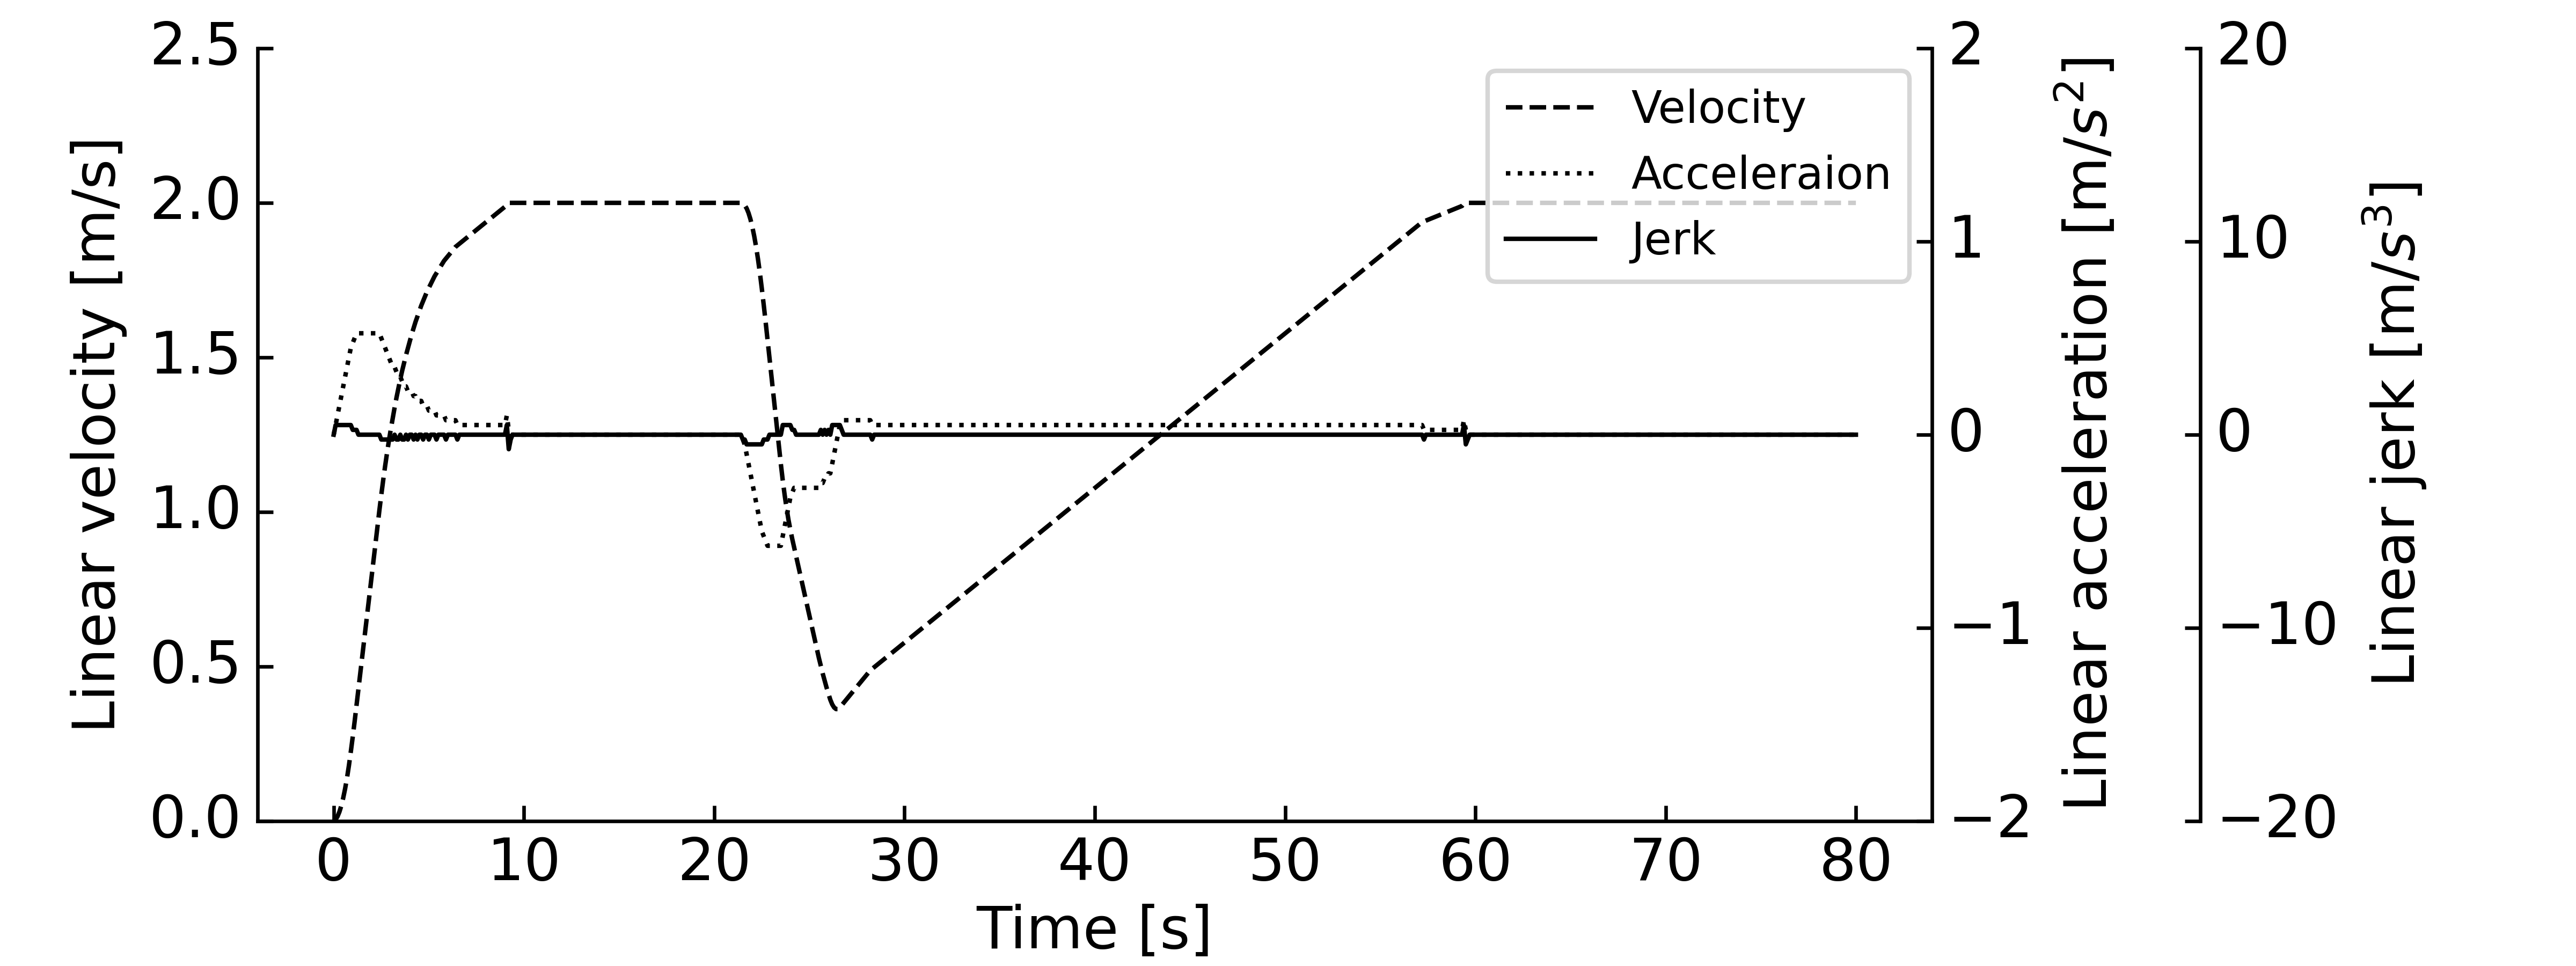 Linear velocity [m/s]
2.5
2.0
1.5
1.0
0.5
0.0
0 10 20 30 40 50 60 70 80
Time [s]
Velocity
Acceleraion
Jerk
2
1
0
−1
−2
Linear acceleration [m/s²]
20
10
0
−10
−20
Linear jerk [m/s³]